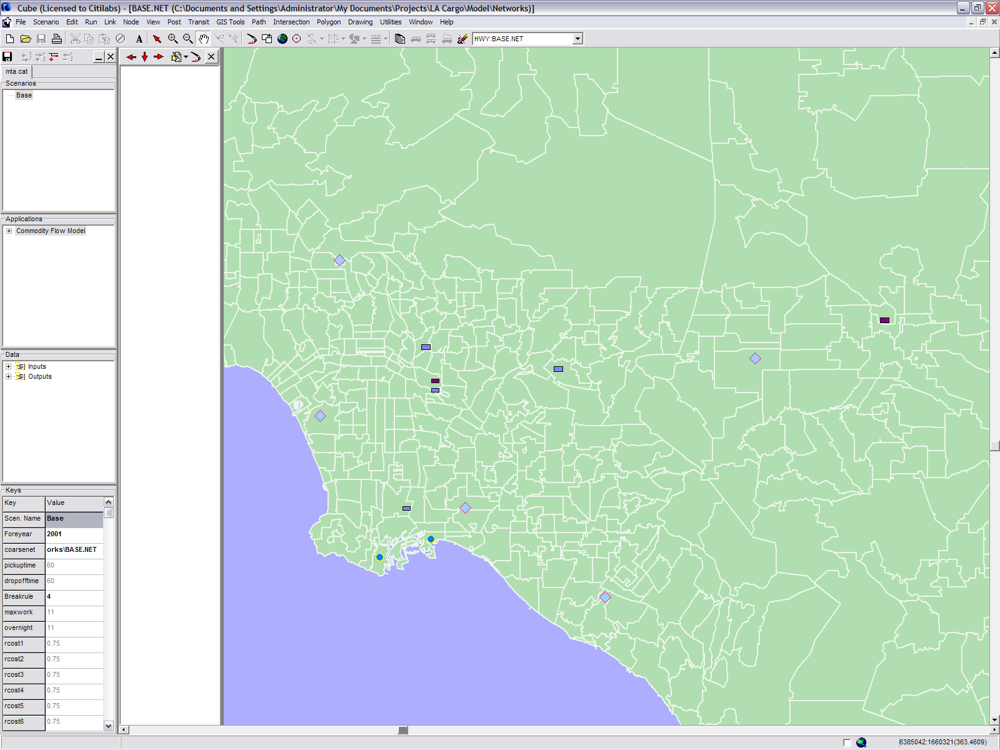 Cube (Licensed to Citilabs) - [BASE.NET (C:\Documents and Settings\Administrator\My Documents\Projects\LA Cargo\Model\Networks)]
File Scenario Edit Run Link Node View Post Transit GIS Tools Path Intersection Polygon Drawing Utilities Window Help
A HWY:BASE.NET
mta.cat
Scenarios
Base
Applications
Commodity Flow Model
Data
Inputs
Outputs
Keys
Key Value
Scen. Name Base
Foreyear 2001
coarsenet orks\BASE.NET
pickuptime 60
dropofftime 60
Breakrule 4
maxwork 11
overnight 11
rcost1 0.75
rcost2 0.75
rcost3 0.75
rcost4 0.75
rcost5 0.75
rcost6 0.75
6385042:1660321(363.4609)